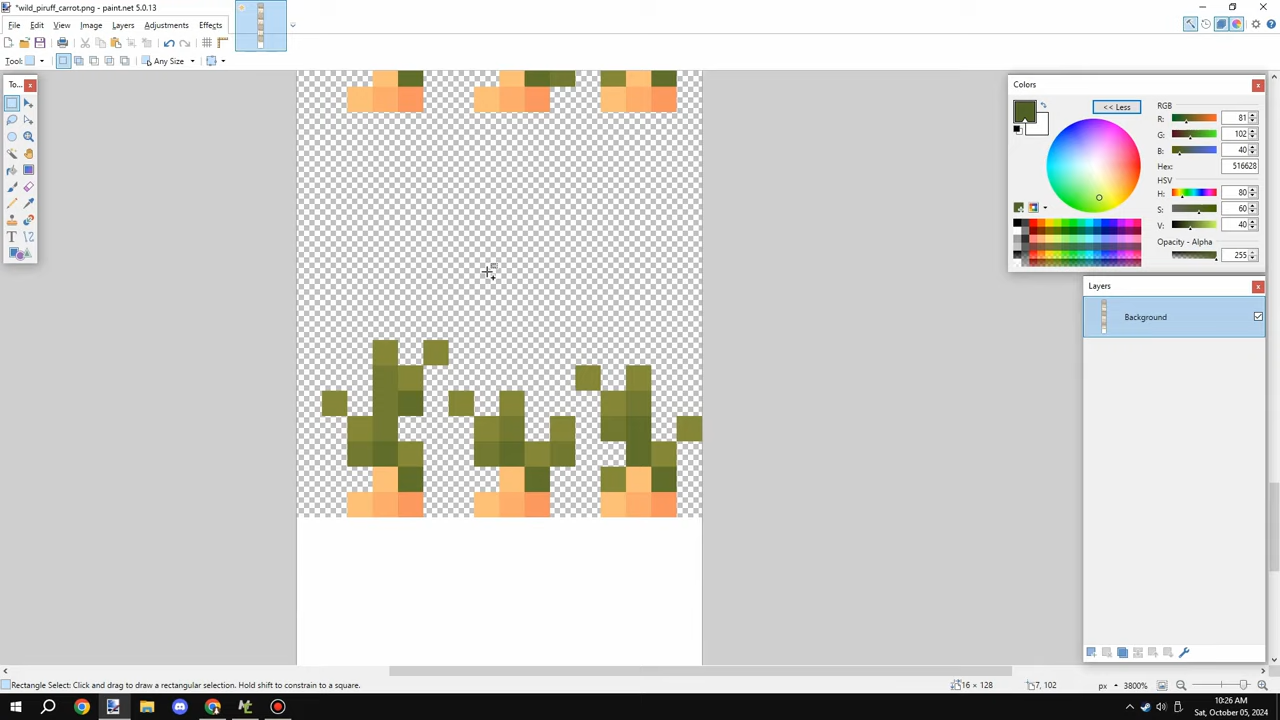 *wild_piruff_carrot.png - paint.net 5.0.13
File Edit View Image Layers Adjustments Effects
Tool: Any Size
To...
Colors
<< Less
RGB
R: 81
G: 102
B: 40
Hex: 516628
HSV
H: 80
S: 60
V: 40
Opacity - Alpha
255
Layers
Background
Rectangle Select: Click and drag to draw a rectangular selection. Hold shift to constrain to a square.
16 × 128
7, 102
px
3800%
10:26 AM
Sat, October 05, 2024